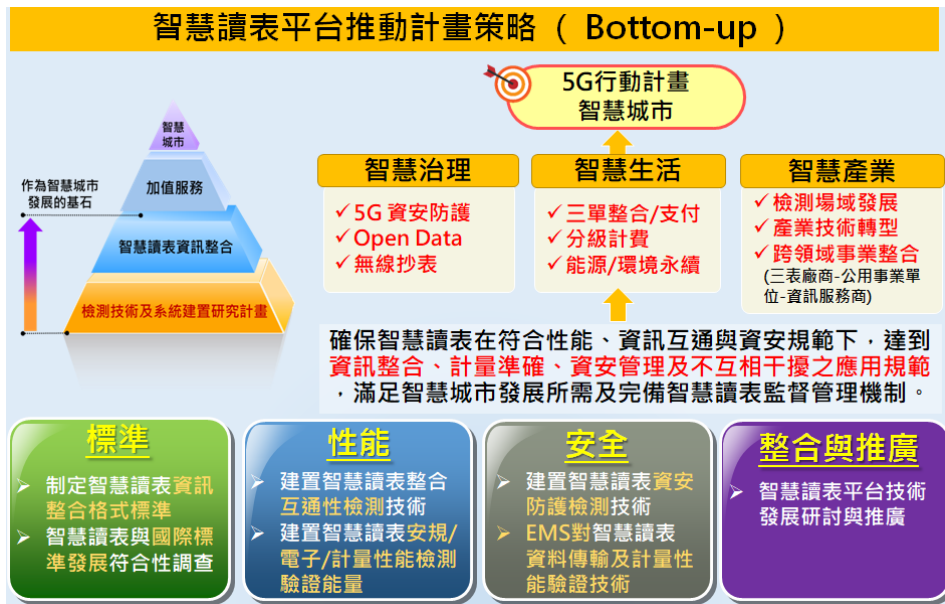 智慧讀表平台推動計畫策略 ( Bottom-up )
5G行動計畫
智慧城市
智慧
城市
加值服務
智慧讀表資訊整合
檢測技術及系統建置研究計畫
作為智慧城市
發展的基石
智慧治理
✓ 5G 資安防護
✓ Open Data
✓ 無線抄表
智慧生活
✓ 三單整合/支付
✓ 分級計費
✓ 能源/環境永續
智慧產業
✓ 檢測場域發展
✓ 產業技術轉型
✓ 跨領域事業整合
(三表廠商-公用事業單
位-資訊服務商)
確保智慧讀表在符合性能、資訊互通與資安規範下，達到
資訊整合、計量準確、資安管理及不互相干擾之應用規範
，滿足智慧城市發展所需及完備智慧讀表監督管理機制。
標準
➢ 制定智慧讀表資訊
整合格式標準
➢ 智慧讀表與國際標
準發展符合性調查
性能
➢ 建置智慧讀表整合
互通性檢測技術
➢ 建置智慧讀表安規/
電子/計量性能檢測
驗證能量
安全
➢ 建置智慧讀表資安
防護檢測技術
➢ EMS對智慧讀表
資料傳輸及計量性
能驗證技術
整合與推廣
➢ 智慧讀表平台技術
發展研討與推廣